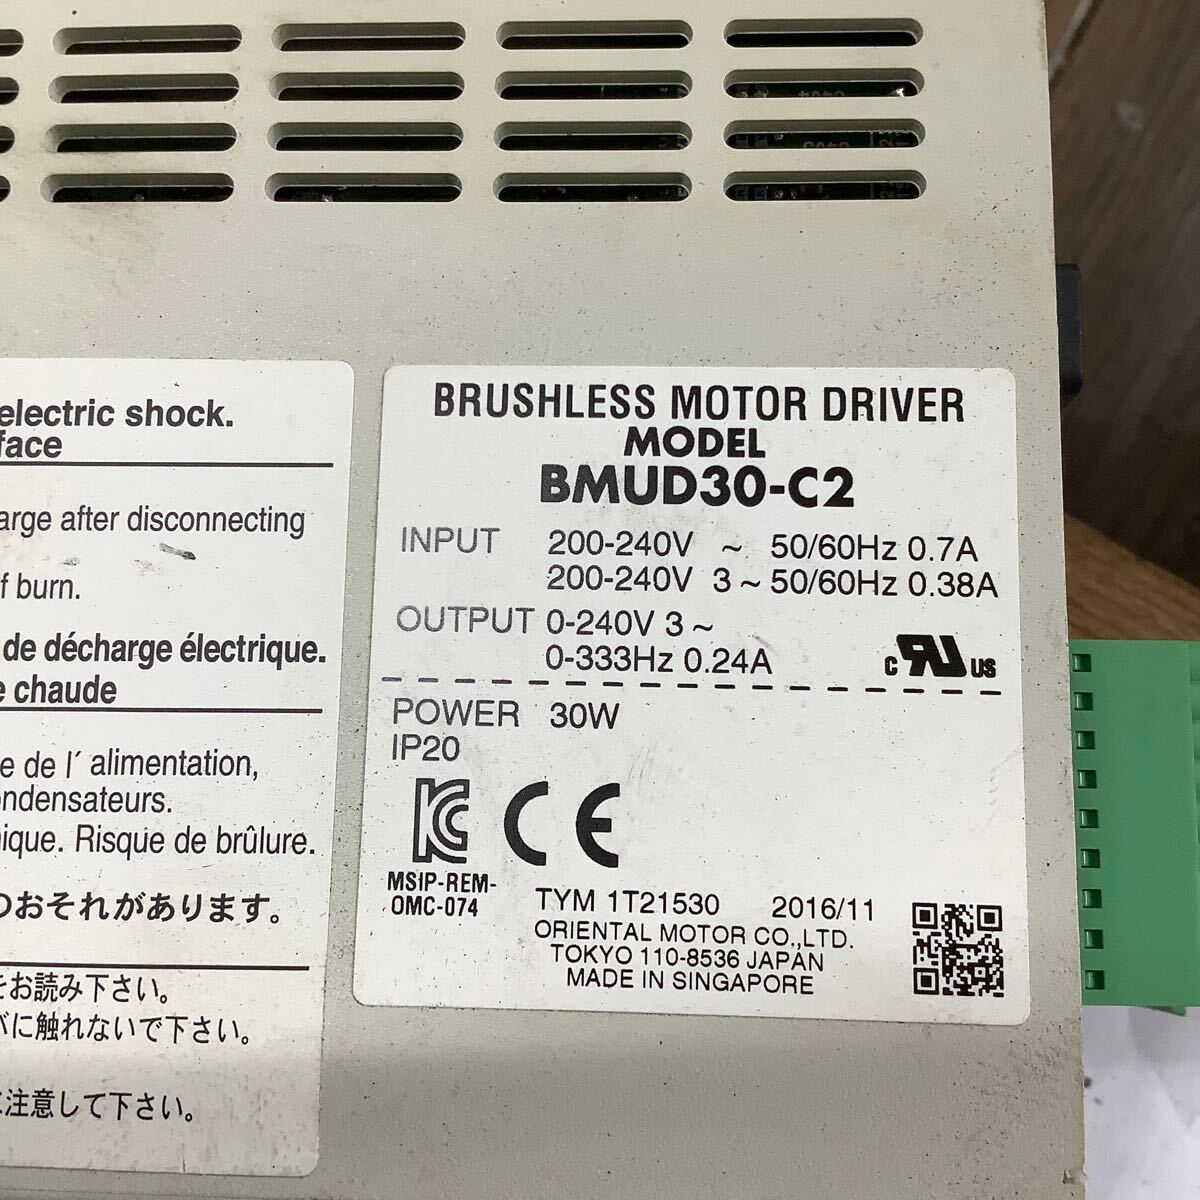 electric shock.
face
arge after disconnecting
f burn.
de décharge électrique.
e chaude
e de l´ alimentation,
ondensateurs.
nique. Risque de brûlure.
のおそれがあります。
をお読み下さい。
バに触れないで下さい。
に注意して下さい。
BRUSHLESS MOTOR DRIVER
MODEL
BMUD30-C2
INPUT 200-240V ~ 50/60Hz 0.7A
200-240V 3~50/60Hz 0.38A
OUTPUT 0-240V 3~
0-333Hz 0.24A
c RU US
POWER 30W
IP20
KC CE
MSIP-REM-
OMC-074
TYM 1T21530 2016/11
ORIENTAL MOTOR CO.,LTD.
TOKYO 110-8536 JAPAN
MADE IN SINGAPORE